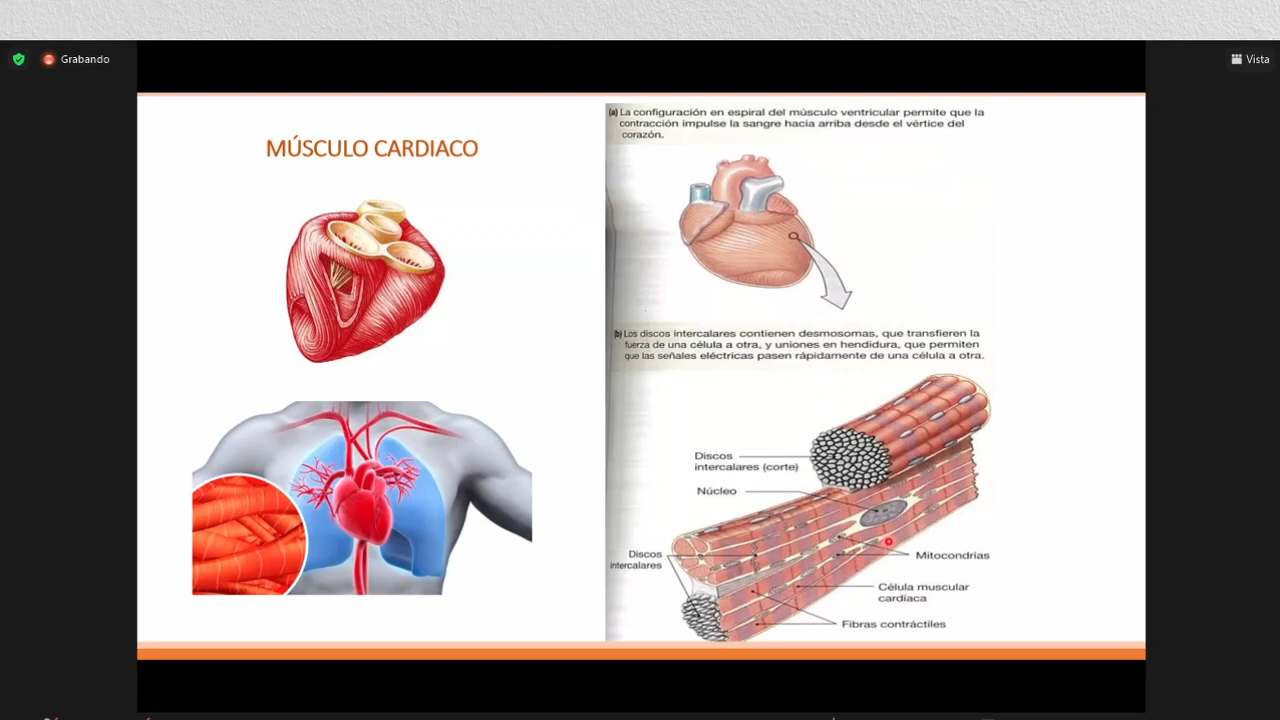 Grabando
Vista
MÚSCULO CARDIACO
(a) La configuración en espiral del músculo ventricular permite que la
contracción impulse la sangre hacia arriba desde el vértice del
corazón.
(b) Los discos intercalares contienen desmosomas, que transfieren la
fuerza de una célula a otra, y uniones en hendidura, que permiten
que las señales eléctricas pasen rápidamente de una célula a otra.
Discos
intercalares (corte)
Núcleo
Discos
intercalares
Mitocondrias
Célula muscular
cardíaca
Fibras contráctiles